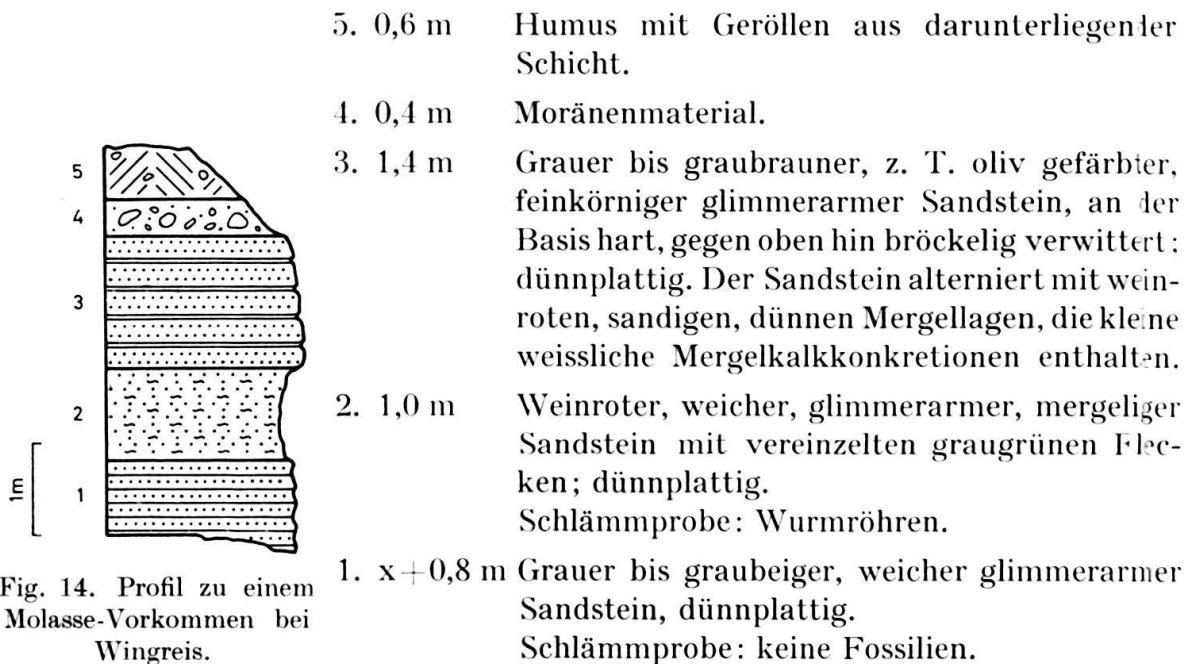 5. 0,6 m Humus mit Geröllen aus darunterliegender
Schicht.
4. 0,4 m Moränenmaterial.
3. 1,4 m Grauer bis graubrauner, z. T. oliv gefärbter,
feinkörniger glimmerarmer Sandstein, an der
Basis hart, gegen oben hin bröckelig verwittert;
dünnplattig. Der Sandstein alterniert mit wein-
roten, sandigen, dünnen Mergellagen, die kleine
weissliche Mergelkalkkonkretionen enthalten.
2. 1,0 m Weinroter, weicher, glimmerarmer, mergeliger
Sandstein mit vereinzelten graugrünen Flec-
ken; dünnplattig.
Schlämmprobe: Wurmröhren.
1. x+0,8 m Grauer bis graubeiger, weicher glimmerarmer
Sandstein, dünnplattig.
Schlämmprobe: keine Fossilien.
5
4
3
2
1
1m
Fig. 14. Profil zu einem
Molasse-Vorkommen bei
Wingreis.